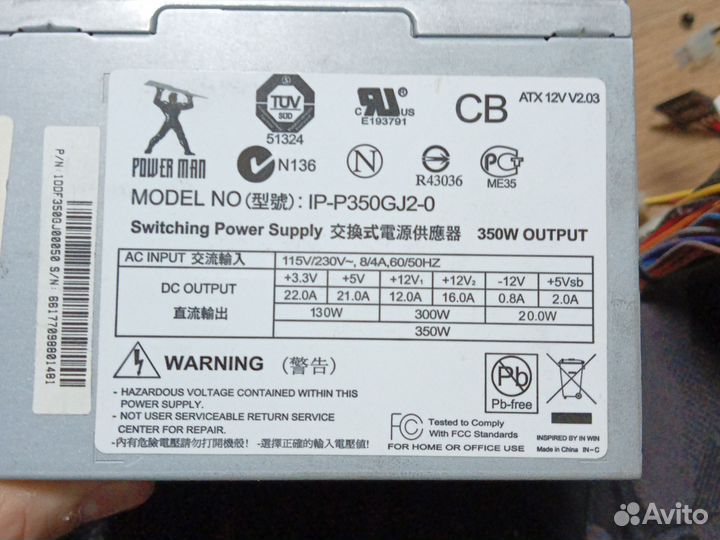 P/N: 1DDF350GJ00050 S/N: 66177098801481
POWER MAN
TÜV
SÜD
51324
C RU US
E193791
CB
ATX 12V V2.03
N136
N
R43036
PCT
ME35
MODEL NO(型號): IP-P350GJ2-0
Switching Power Supply 交換式電源供應器 350W OUTPUT
AC INPUT 交流輸入 115V/230V~, 8/4A,60/50HZ
DC OUTPUT
直流輸出
+3.3V +5V +12V₁ +12V₂ -12V +5Vsb
22.0A 21.0A 12.0A 16.0A 0.8A 2.0A
130W 300W 20.0W
350W
WARNING (警告)
- HAZARDOUS VOLTAGE CONTAINED WITHIN THIS
POWER SUPPLY.
- NOT USER SERVICEABLE RETURN SERVICE
CENTER FOR REPAIR.
-內有危險電壓請勿打開機殼! -選擇正確的輸入電壓!
Pb
Pb-free
FC Tested to Comply
With FCC Standards
FOR HOME OR OFFICE USE
INSPIRED BY IN WIN
Made in China IN-C
Avito